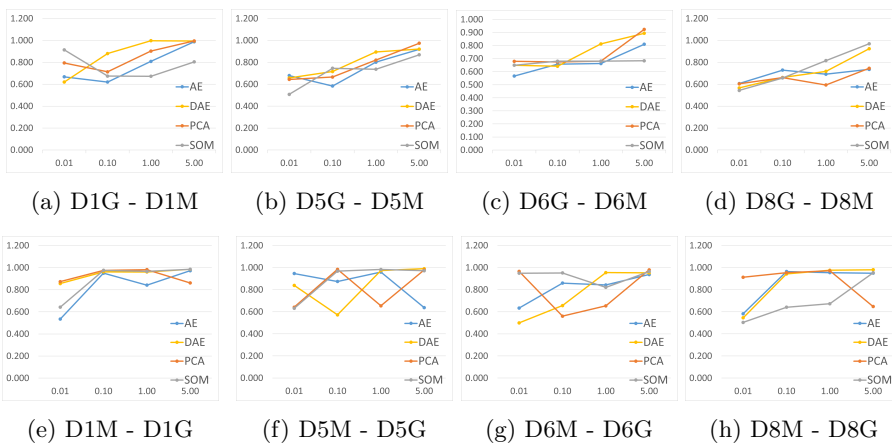 1.200
1.000
0.800
0.600
0.400
0.200
0.000
0.01 0.10 1.00 5.00
AE
DAE
PCA
SOM
(a) D1G - D1M
1.200
1.000
0.800
0.600
0.400
0.200
0.000
0.01 0.10 1.00 5.00
AE
DAE
PCA
SOM
(b) D5G - D5M
1.000
0.900
0.800
0.700
0.600
0.500
0.400
0.300
0.200
0.100
0.000
0.01 0.10 1.00 5.00
AE
DAE
PCA
SOM
(c) D6G - D6M
1.200
1.000
0.800
0.600
0.400
0.200
0.000
0.01 0.10 1.00 5.00
AE
DAE
PCA
SOM
(d) D8G - D8M
1.200
1.000
0.800
0.600
0.400
0.200
0.000
0.01 0.10 1.00 5.00
AE
DAE
PCA
SOM
(e) D1M - D1G
1.200
1.000
0.800
0.600
0.400
0.200
0.000
0.01 0.10 1.00 5.00
AE
DAE
PCA
SOM
(f) D5M - D5G
1.200
1.000
0.800
0.600
0.400
0.200
0.000
0.01 0.10 1.00 5.00
AE
DAE
PCA
SOM
(g) D6M - D6G
1.200
1.000
0.800
0.600
0.400
0.200
0.000
0.01 0.10 1.00 5.00
AE
DAE
PCA
SOM
(h) D8M - D8G